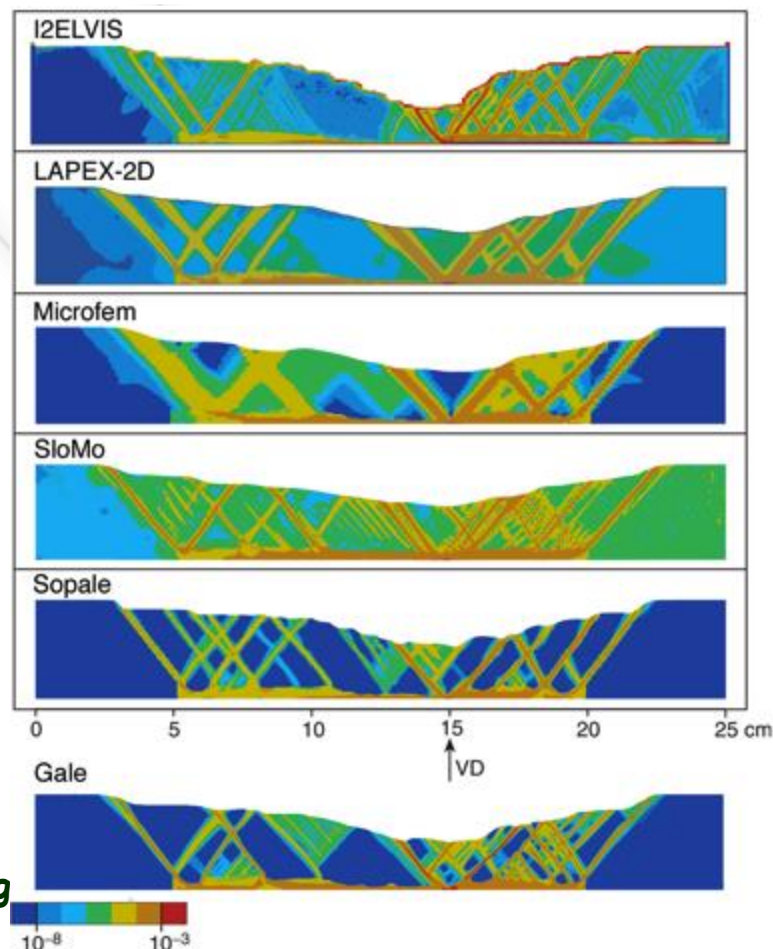 I2ELVIS
LAPEX-2D
Microfem
SloMo
Sopale
0 5 10 15 20 25 cm
VD
Gale
g
10⁻⁸ 10⁻³